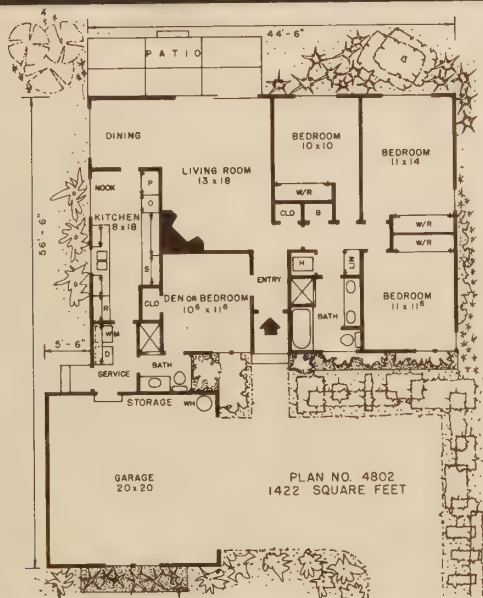 44'-6"
PATIO
DINING
BEDROOM
10 x 10
BEDROOM
11 x 14
LIVING ROOM
13 x 18
NOOK
P
O
W/R
KITCHEN
8 x 18
CLO
B
W/R
W/R
56'-6"
S
H
LIN
ENTRY
DEN OR BEDROOM
10⁶ x 11⁶
CLO
BATH
BEDROOM
11 x 11⁶
R
5'-6"
WM
D
BATH
SERVICE
STORAGE
WH
GARAGE
20 x 20
PLAN NO. 4802
1422 SQUARE FEET